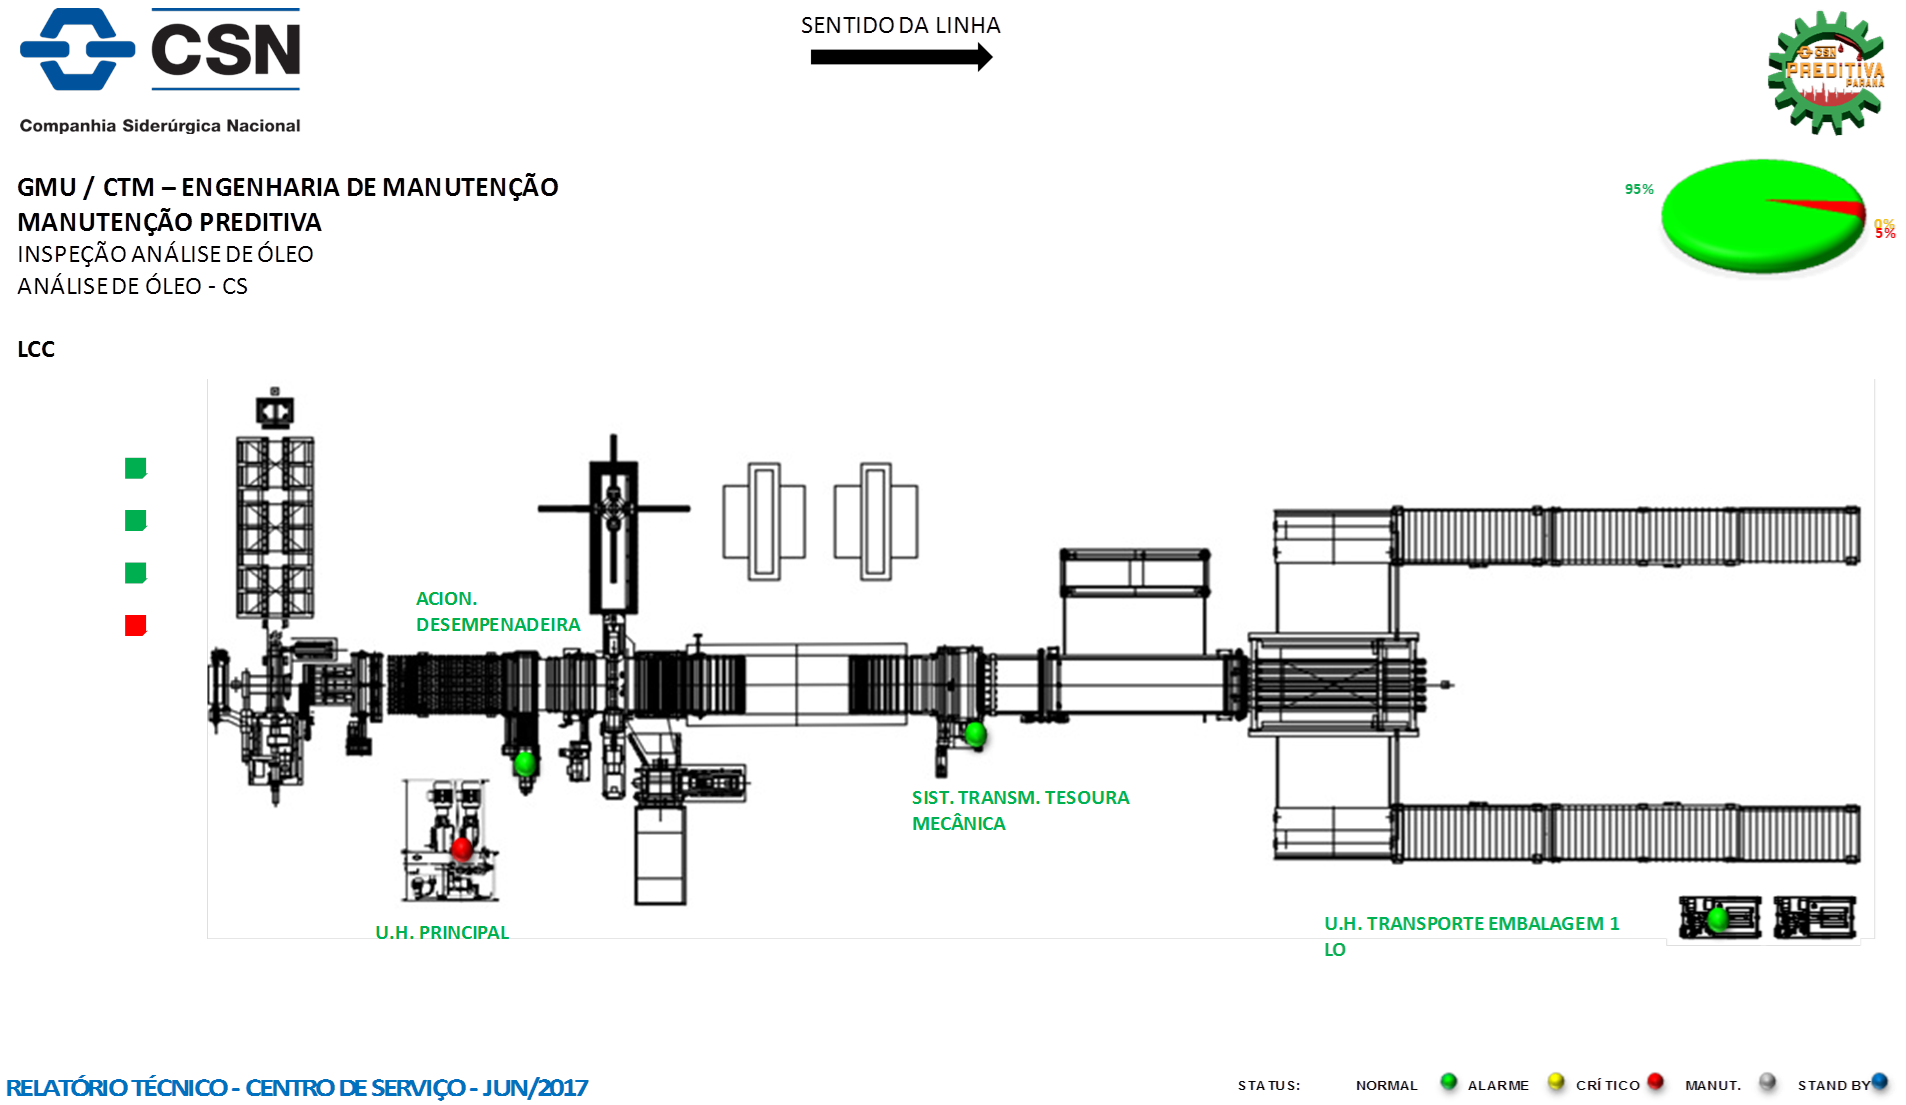 CSN
Companhia Siderúrgica Nacional
SENTIDO DA LINHA
CSN
PREDITIVA
PARANÁ
GMU / CTM – ENGENHARIA DE MANUTENÇÃO
MANUTENÇÃO PREDITIVA
INSPEÇÃO ANÁLISE DE ÓLEO
ANÁLISE DE ÓLEO - CS
95%
0%
5%
LCC
ACION.
DESEMPENADEIRA
SIST. TRANSM. TESOURA
MECÂNICA
U.H. PRINCIPAL
U.H. TRANSPORTE EMBALAGEM 1
LO
RELATÓRIO TÉCNICO - CENTRO DE SERVIÇO - JUN/2017
STATUS: NORMAL ALARME CRÍTICO MANUT. STAND BY